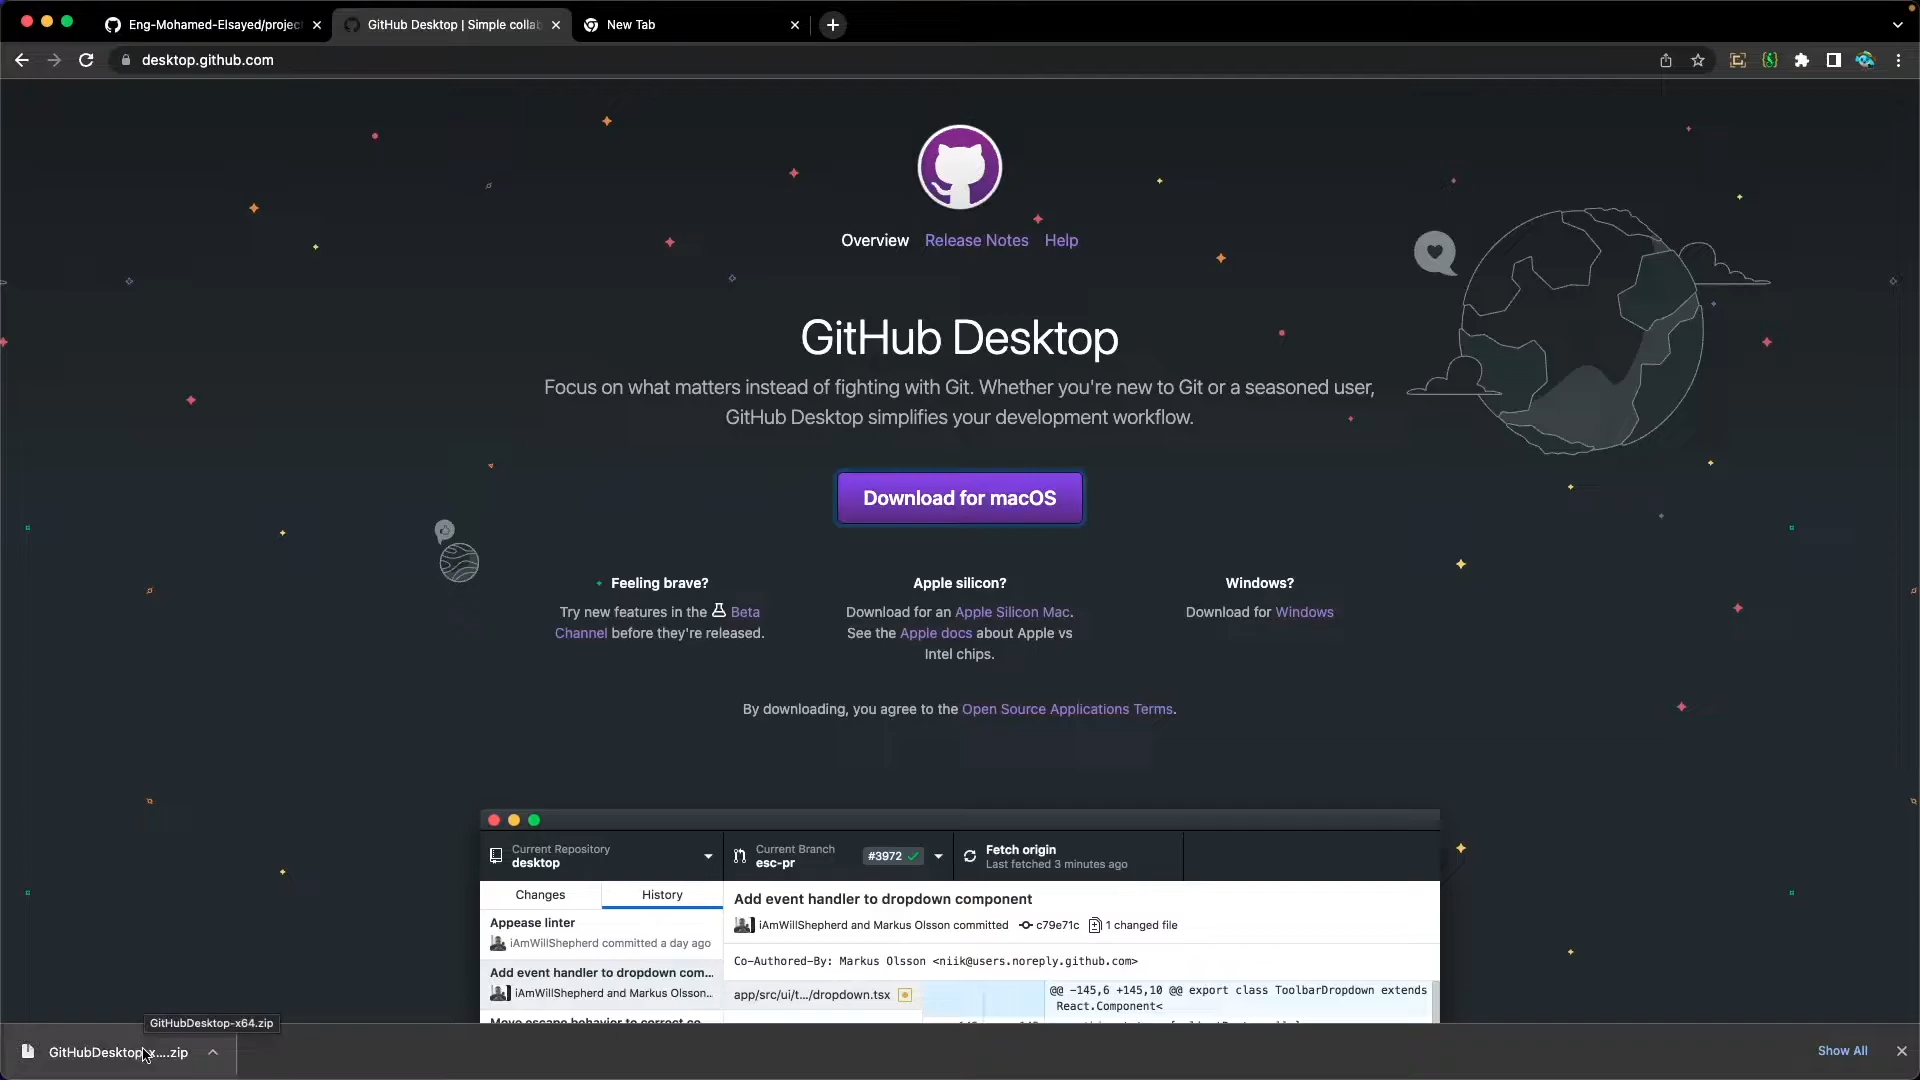 Eng-Mohamed-Elsayed/projec
GitHub Desktop | Simple collab
New Tab
desktop.github.com
Overview Release Notes Help
GitHub Desktop
Focus on what matters instead of fighting with Git. Whether you're new to Git or a seasoned user,
GitHub Desktop simplifies your development workflow.
Download for macOS
Feeling brave?
Try new features in the Beta
Channel before they're released.
Apple silicon?
Download for an Apple Silicon Mac.
See the Apple docs about Apple vs
Intel chips.
Windows?
Download for Windows
By downloading, you agree to the Open Source Applications Terms.
Current Repository
desktop
Current Branch
esc-pr
#3972
Fetch origin
Last fetched 3 minutes ago
Changes
History
Appease linter
iAmWillShepherd committed a day ago
Add event handler to dropdown com...
iAmWillShepherd and Markus Olsson...
Add event handler to dropdown component
iAmWillShepherd and Markus Olsson committed c79e71c 1 changed file
Co-Authored-By: Markus Olsson <niik@users.noreply.github.com>
app/src/ui/t.../dropdown.tsx
@@ -145,6 +145,10 @@ export class ToolbarDropdown extends
React.Component<
GitHubDesktop-x64.zip
GitHubDesktop-x....zip
Show All